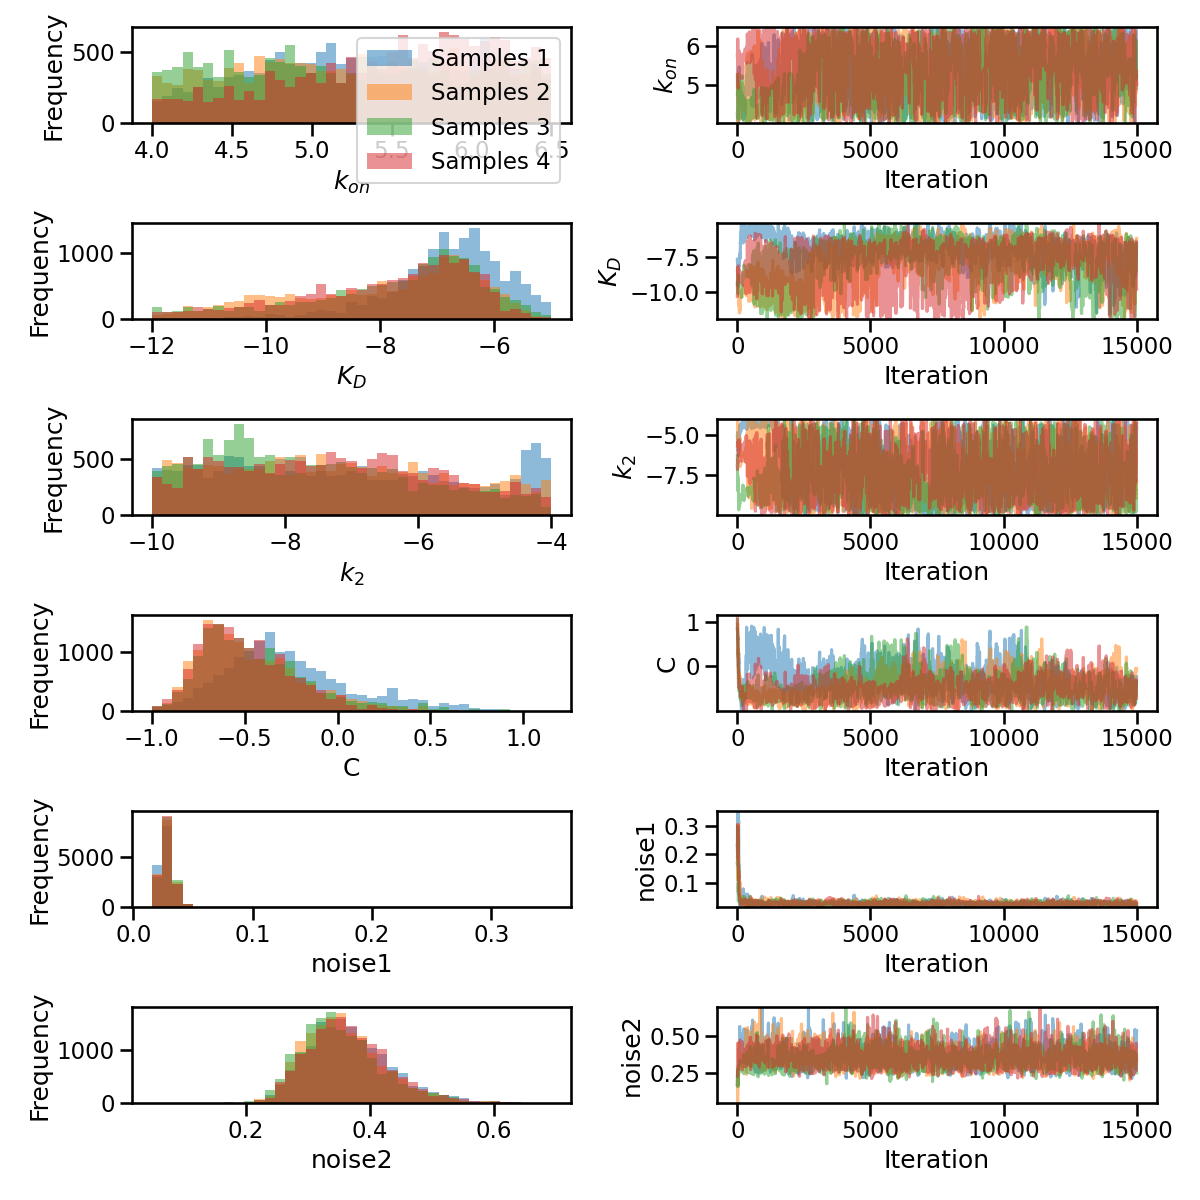 Frequency
500
0
4.0 4.5 5.0 5.5 6.0 6.5
k_on
Samples 1
Samples 2
Samples 3
Samples 4
k_on
6
5
0 5000 10000 15000
Iteration
Frequency
1000
0
−12 −10 −8 −6
K_D
K_D
−7.5
−10.0
0 5000 10000 15000
Iteration
Frequency
500
0
−10 −8 −6 −4
k_2
k_2
−5.0
−7.5
0 5000 10000 15000
Iteration
Frequency
1000
0
−1.0 −0.5 0.0 0.5 1.0
C
C
1
0
0 5000 10000 15000
Iteration
Frequency
5000
0
0.0 0.1 0.2 0.3
noise1
noise1
0.3
0.2
0.1
0 5000 10000 15000
Iteration
Frequency
1000
0
0.2 0.4 0.6
noise2
noise2
0.50
0.25
0 5000 10000 15000
Iteration